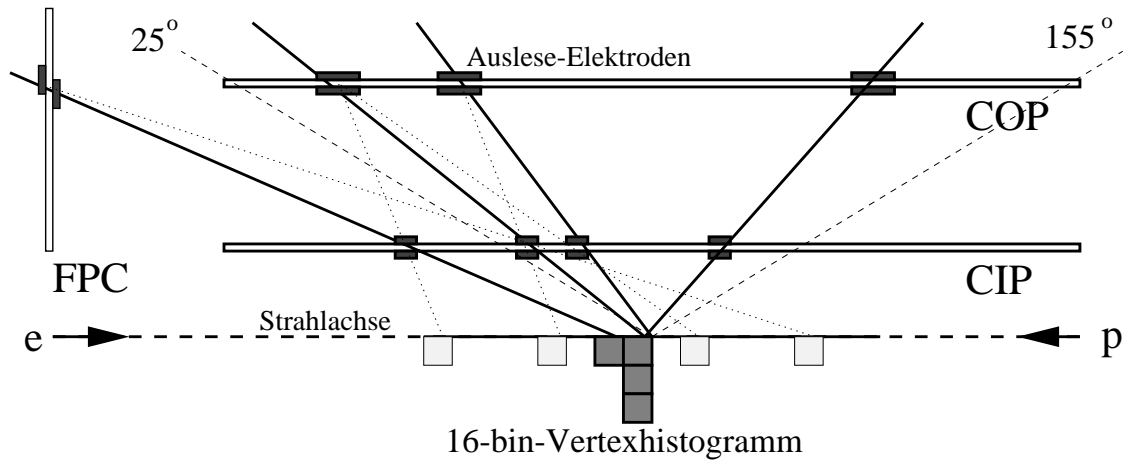 25°
Auslese-Elektroden
155°
COP
FPC
CIP
Strahlachse
e
p
16-bin-Vertexhistogramm